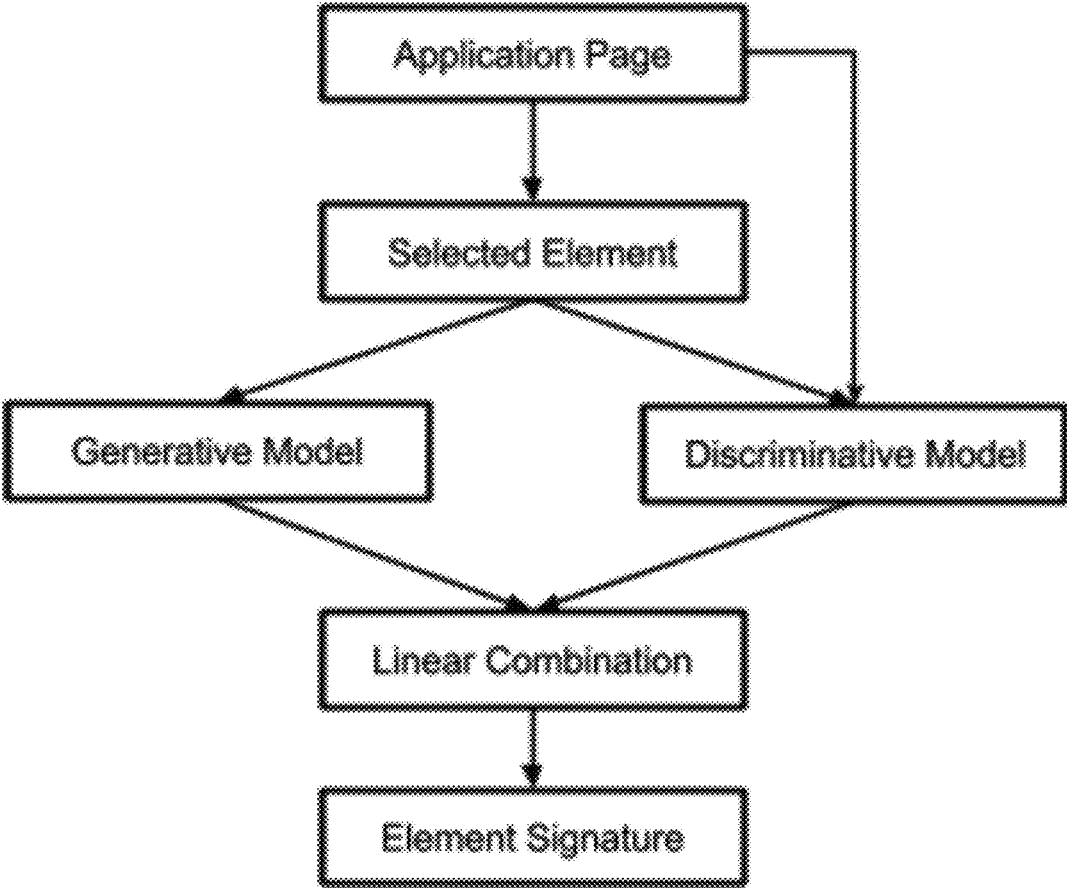 Application Page
Selected Element
Generative Model
Discriminative Model
Linear Combination
Element Signature